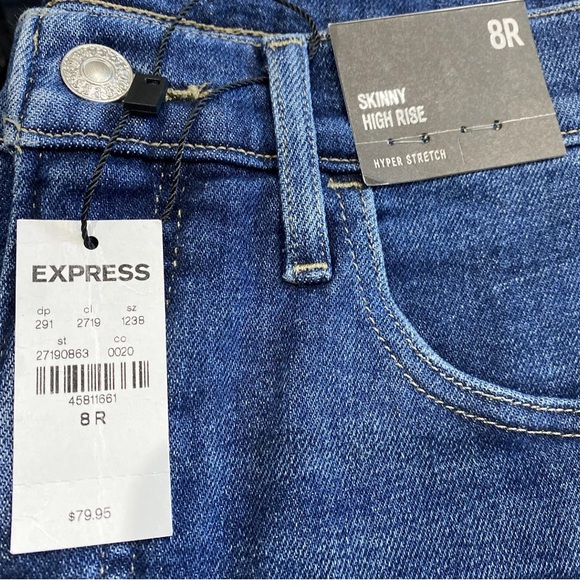 8R
SKINNY
HIGH RISE
HYPER STRETCH
EXPRESS
dp cl sz
291 2719 1238
st co
27190863 0020
45811661
8 R
$79.95